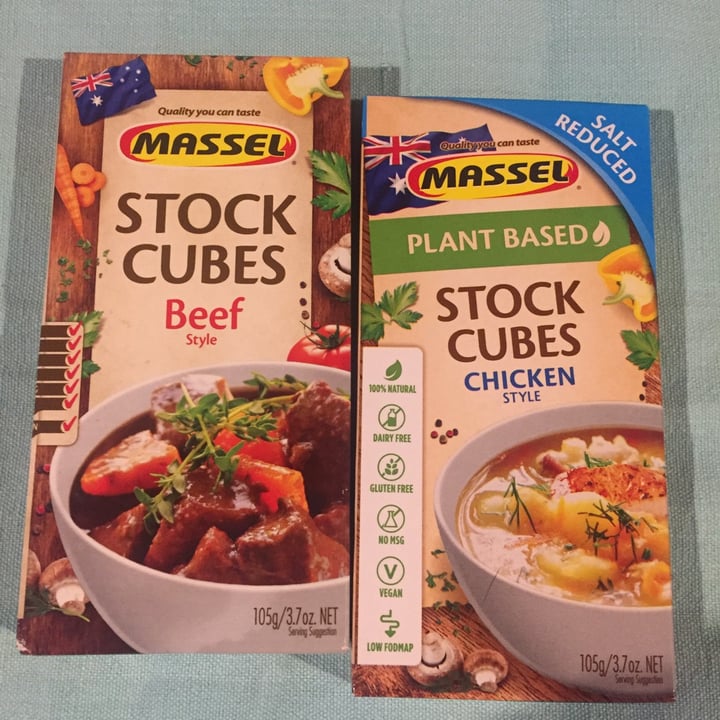 Quality you can taste
MASSEL
STOCK
CUBES
Beef
Style
105g/3.7oz. NET
Serving Suggestion
SALT
REDUCED
Quality you can taste
MASSEL
PLANT BASED
STOCK
CUBES
CHICKEN
STYLE
100% NATURAL
DAIRY FREE
GLUTEN FREE
NO MSG
V
VEGAN
LOW FODMAP
105g/3.7oz. NET
Serving Suggestion